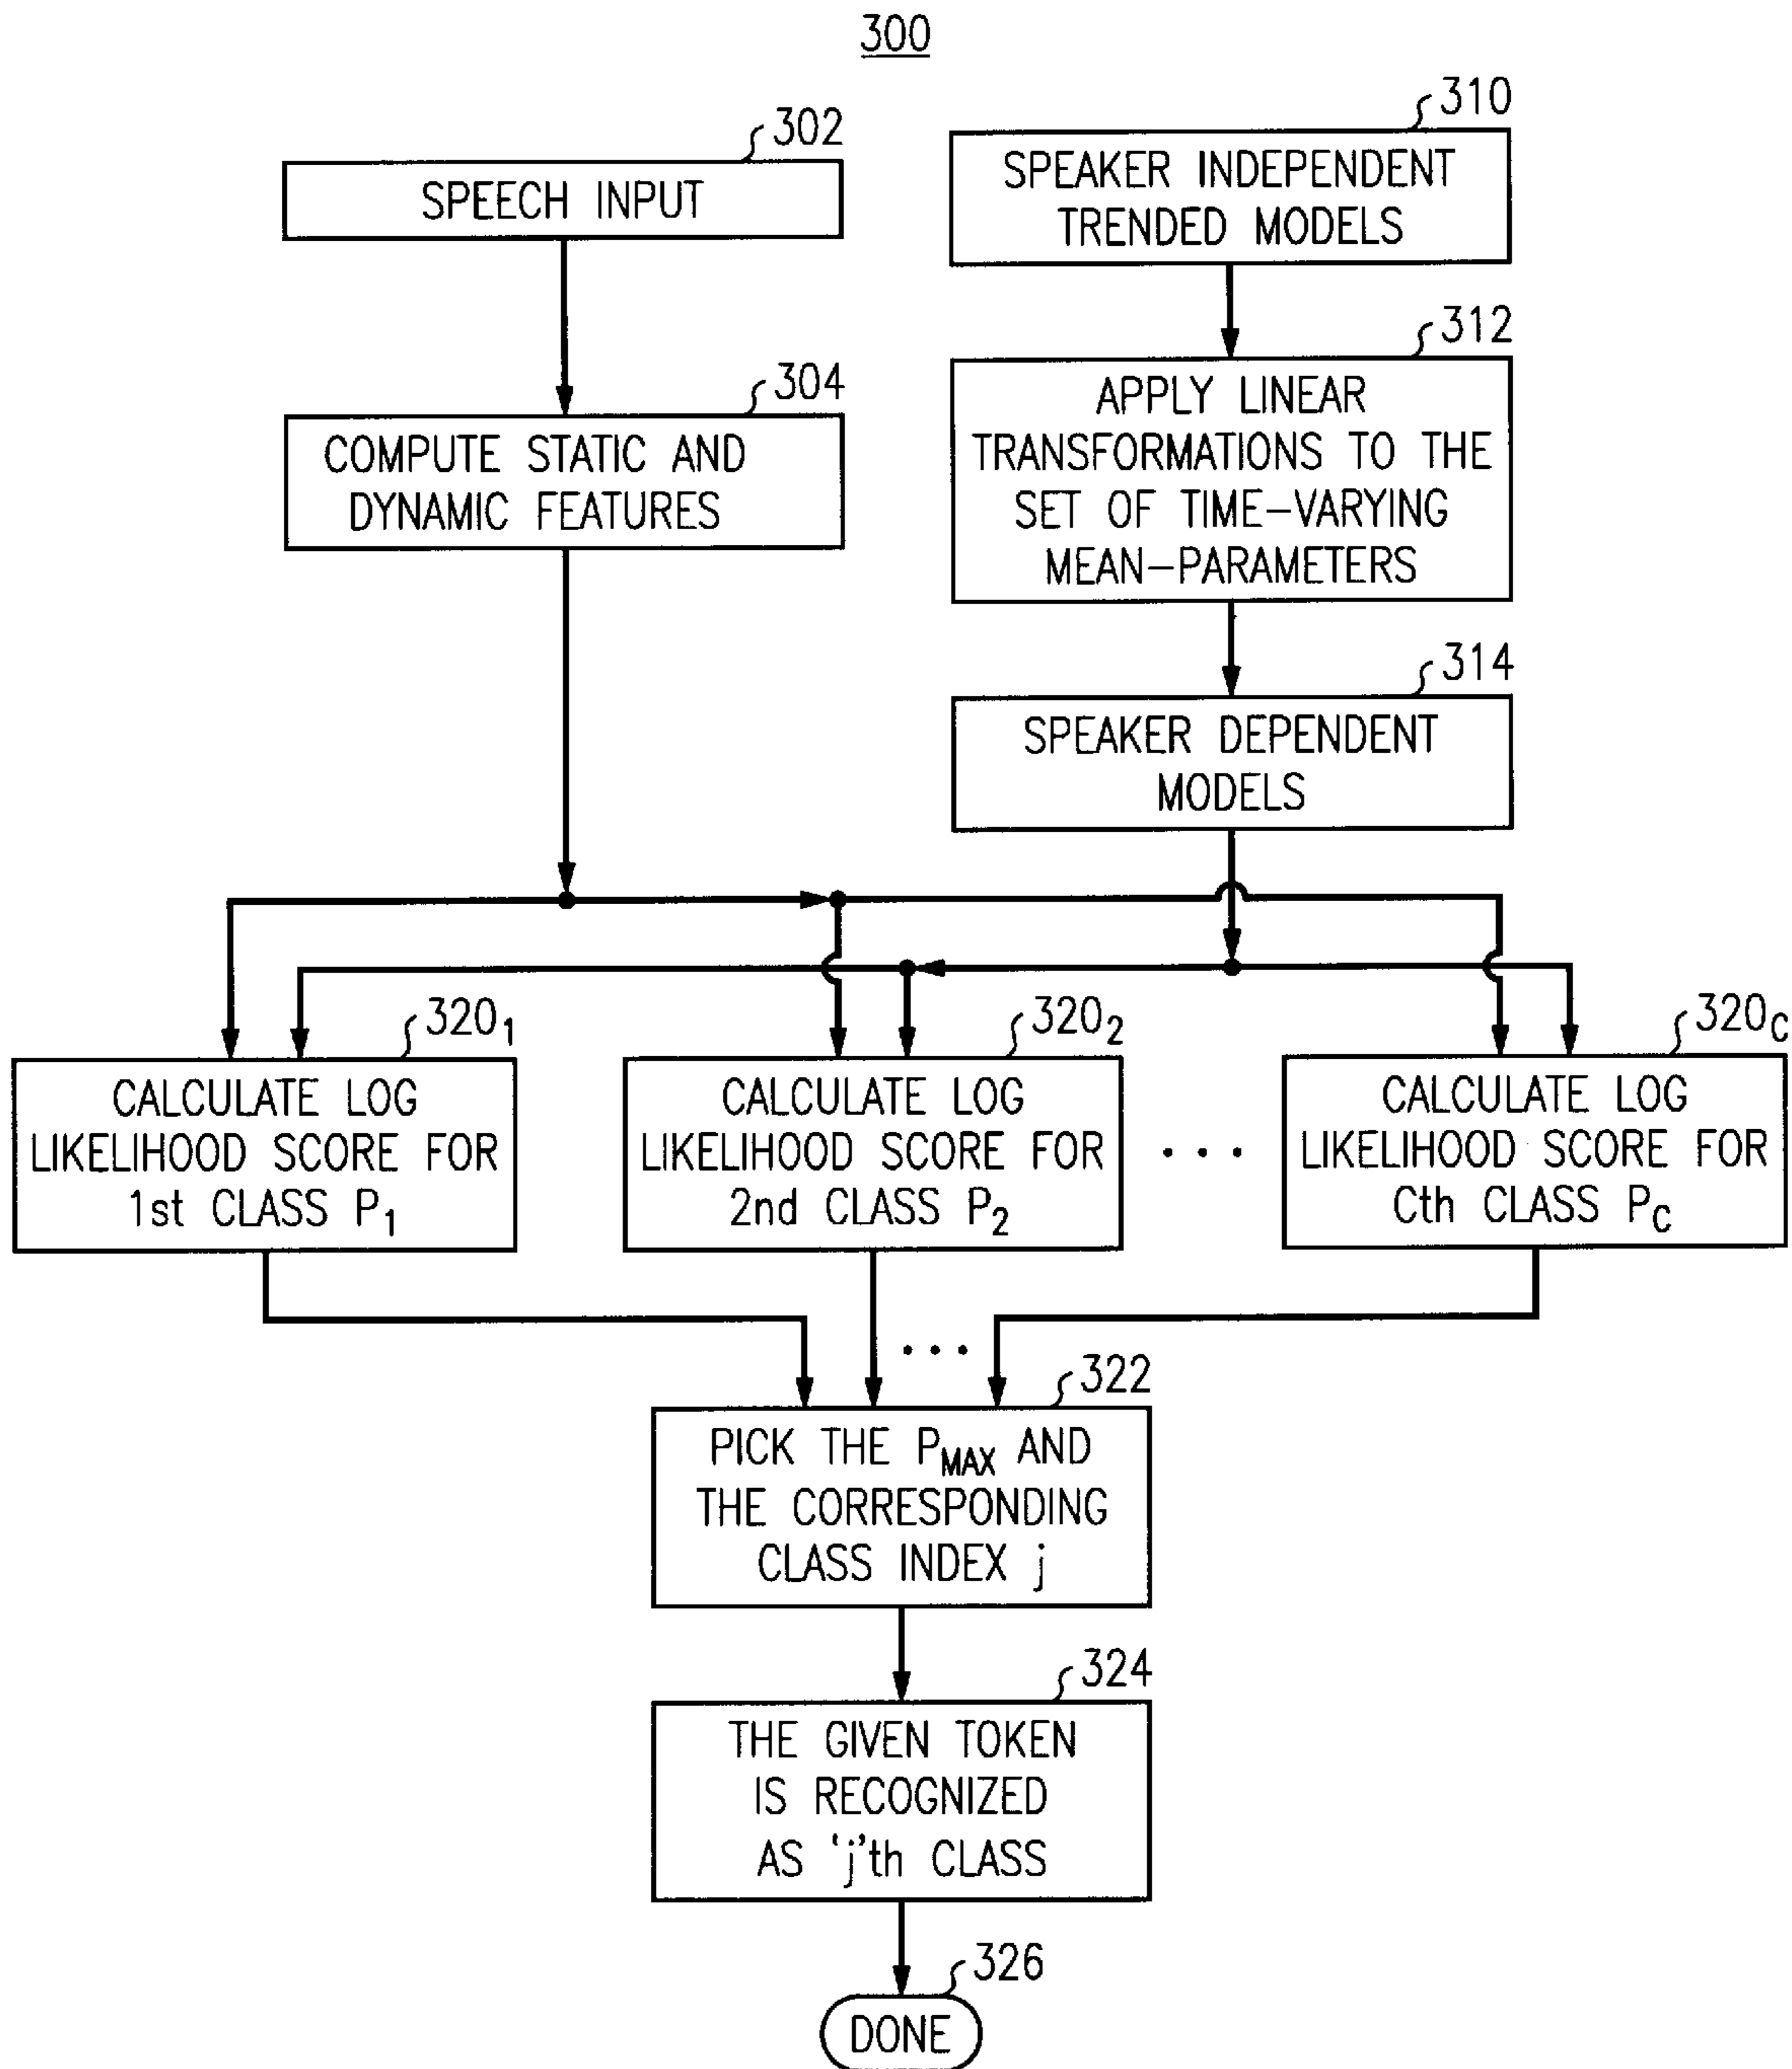 300
302
SPEECH INPUT
310
SPEAKER INDEPENDENT
TRENDED MODELS
304
COMPUTE STATIC AND
DYNAMIC FEATURES
312
APPLY LINEAR
TRANSFORMATIONS TO THE
SET OF TIME-VARYING
MEAN-PARAMETERS
314
SPEAKER DEPENDENT
MODELS
320₁
CALCULATE LOG
LIKELIHOOD SCORE FOR
1st CLASS P₁
320₂
CALCULATE LOG
LIKELIHOOD SCORE FOR
2nd CLASS P₂
. . .
320C
CALCULATE LOG
LIKELIHOOD SCORE FOR
Cth CLASS PC
. . .
322
PICK THE PMAX AND
THE CORRESPONDING
CLASS INDEX j
324
THE GIVEN TOKEN
IS RECOGNIZED
AS 'j'th CLASS
326
DONE